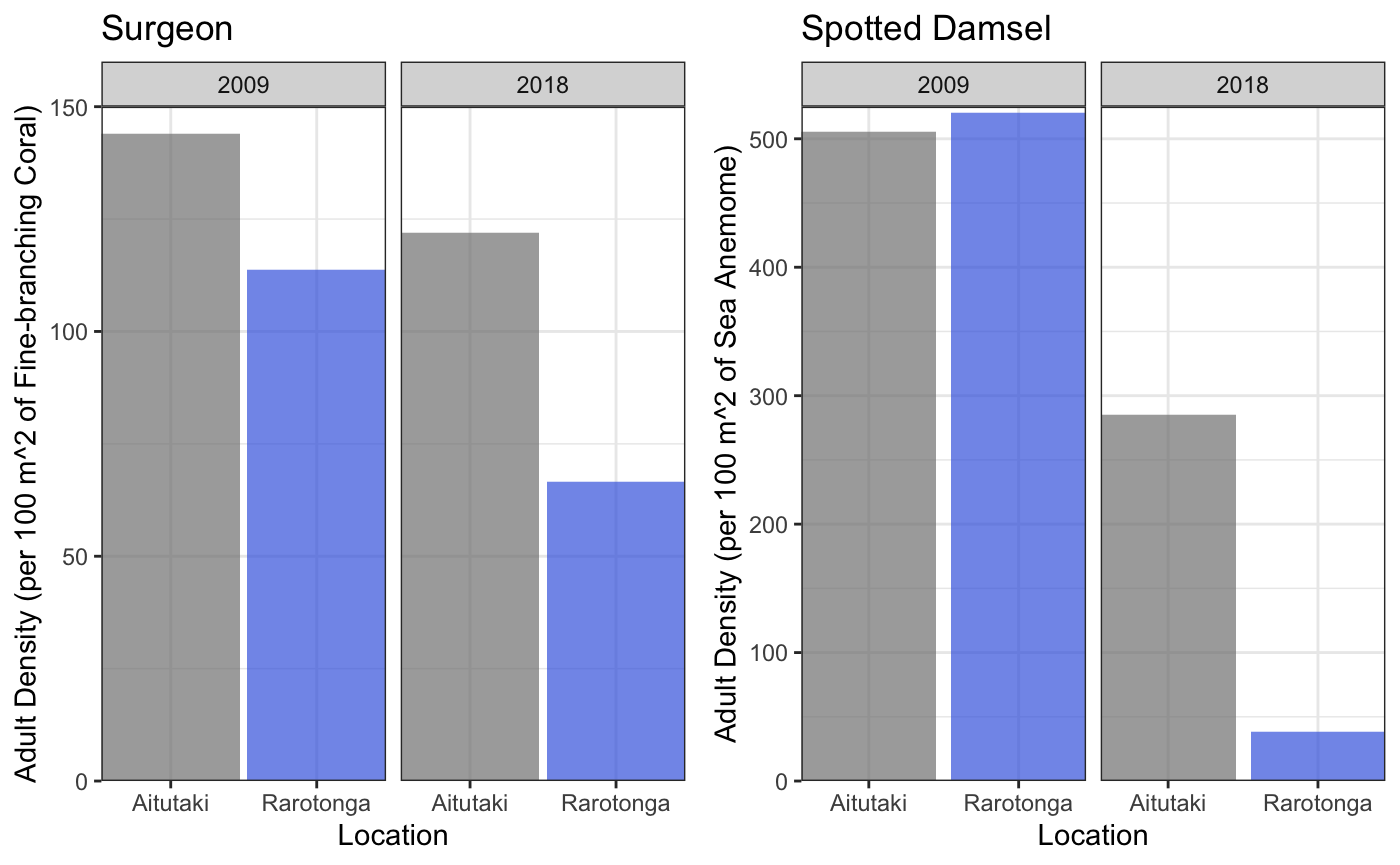 Surgeon
2009
2018
Adult Density (per 100 m^2 of Fine-branching Coral)
150
100
50
0
Aitutaki
Rarotonga
Aitutaki
Rarotonga
Location
Spotted Damsel
2009
2018
Adult Density (per 100 m^2 of Sea Anemome)
500
400
300
200
100
0
Aitutaki
Rarotonga
Aitutaki
Rarotonga
Location